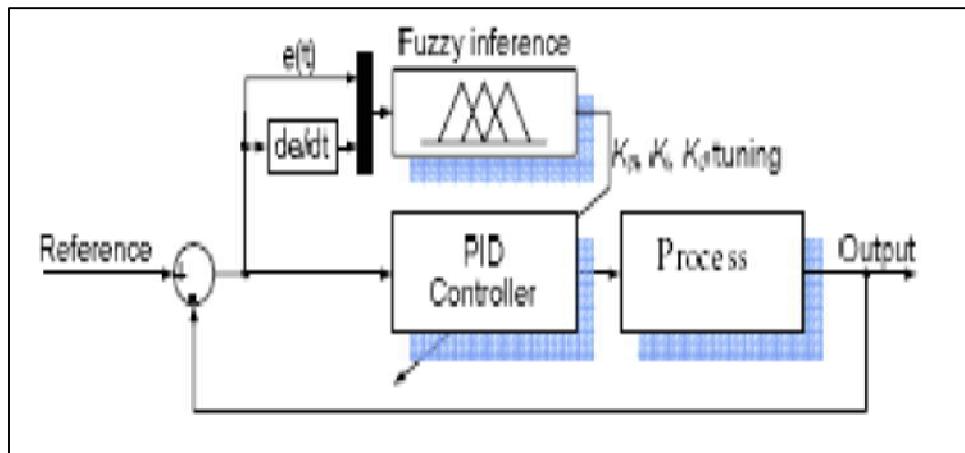 Fuzzy inference
e(t)
de/dt
tuning
Reference
PID
Controller
Process
Output